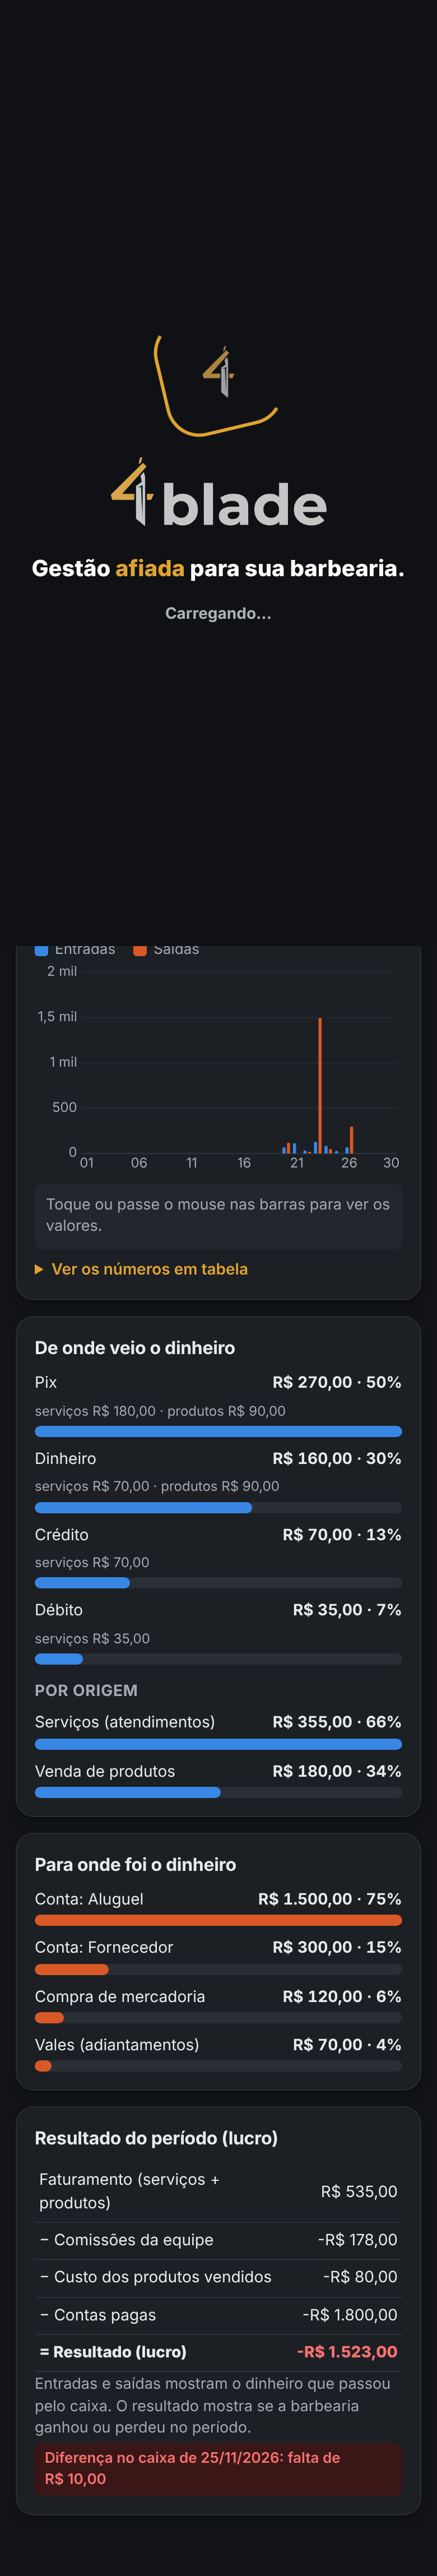 4
4blade
Gestão afiada para sua barbearia.
Carregando...
Entradas Saídas
2 mil
1,5 mil
1 mil
500
0
01 06 11 16 21 26 30
Toque ou passe o mouse nas barras para ver os
valores.
▶ Ver os números em tabela
De onde veio o dinheiro
Pix R$ 270,00 · 50%
serviços R$ 180,00 · produtos R$ 90,00
Dinheiro R$ 160,00 · 30%
serviços R$ 70,00 · produtos R$ 90,00
Crédito R$ 70,00 · 13%
serviços R$ 70,00
Débito R$ 35,00 · 7%
serviços R$ 35,00
POR ORIGEM
Serviços (atendimentos) R$ 355,00 · 66%
Venda de produtos R$ 180,00 · 34%
Para onde foi o dinheiro
Conta: Aluguel R$ 1.500,00 · 75%
Conta: Fornecedor R$ 300,00 · 15%
Compra de mercadoria R$ 120,00 · 6%
Vales (adiantamentos) R$ 70,00 · 4%
Resultado do período (lucro)
Faturamento (serviços +
produtos) R$ 535,00
− Comissões da equipe -R$ 178,00
− Custo dos produtos vendidos -R$ 80,00
− Contas pagas -R$ 1.800,00
= Resultado (lucro) -R$ 1.523,00
Entradas e saídas mostram o dinheiro que passou
pelo caixa. O resultado mostra se a barbearia
ganhou ou perdeu no período.
Diferença no caixa de 25/11/2026: falta de
R$ 10,00